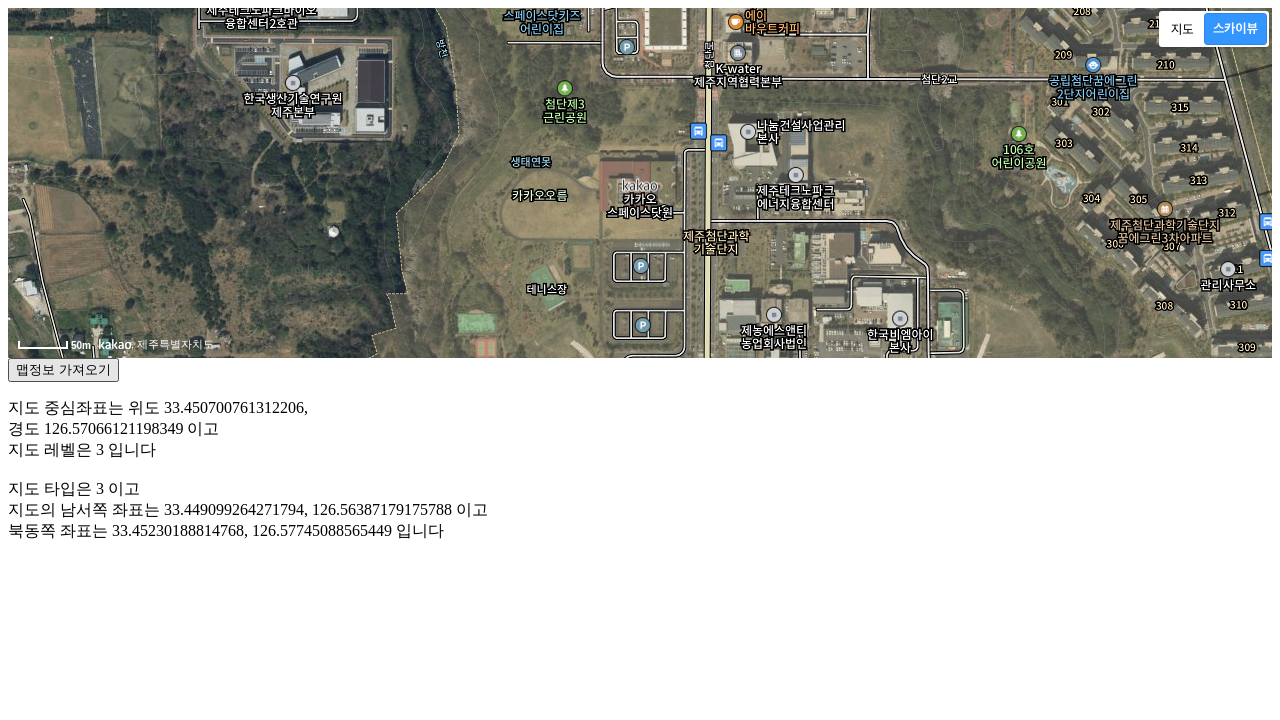 제주테크노파크바이오
융합센터2호관
스페이스닷키즈
어린이집
에이
바우트커피
208
지도
스카이뷰
방천
P
첨단로
K-water
제주지역협력본부
첨단2교
209
210
공립첨단꿈에그린
2단지어린이집
한국생산기술연구원
제주본부
첨단제3
근린공원
301
302
315
나눔건설사업관리
본사
303
314
106호
어린이공원
생태연못
313
카카오오름
kakao
카카오
스페이스닷원
제주테크노파크
에너지융합센터
304
305
312
제주첨단과학기술단지
꿈에그린3차아파트
307
제주첨단과학
기술단지
P
관리사무소
테니스장
308
310
P
제농에스앤티
농업회사법인
한국비엠아이
본사
309
50m
kakao
제주특별자치도
맵정보 가져오기
지도 중심좌표는 위도 33.450700761312206,
경도 126.57066121198349 이고
지도 레벨은 3 입니다
지도 타입은 3 이고
지도의 남서쪽 좌표는 33.449099264271794, 126.56387179175788 이고
북동쪽 좌표는 33.45230188814768, 126.57745088565449 입니다